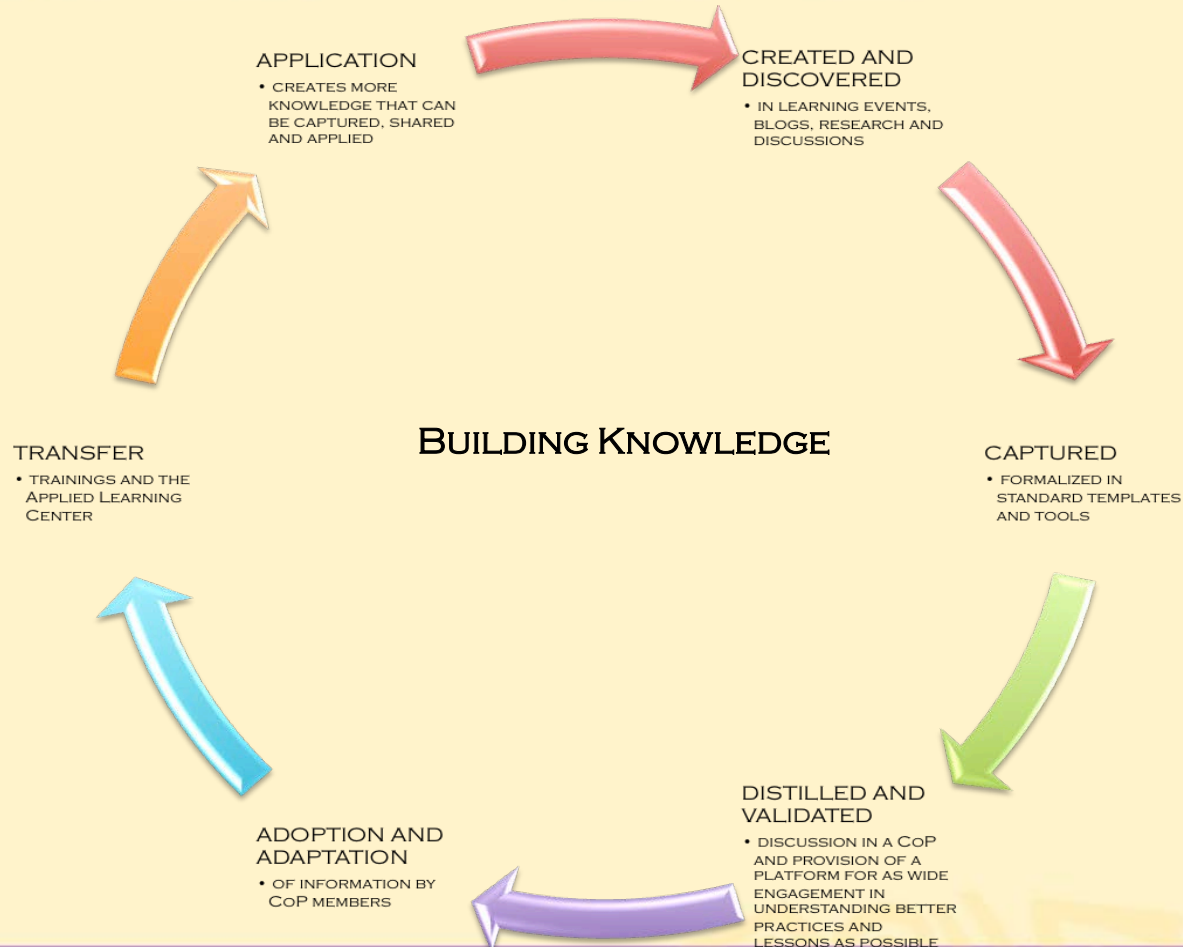 APPLICATION
• CREATES MORE
KNOWLEDGE THAT CAN
BE CAPTURED, SHARED
AND APPLIED
CREATED AND
DISCOVERED
• IN LEARNING EVENTS,
BLOGS, RESEARCH AND
DISCUSSIONS
BUILDING KNOWLEDGE
TRANSFER
• TRAININGS AND THE
APPLIED LEARNING
CENTER
CAPTURED
• FORMALIZED IN
STANDARD TEMPLATES
AND TOOLS
ADOPTION AND
ADAPTATION
• OF INFORMATION BY
COP MEMBERS
DISTILLED AND
VALIDATED
• DISCUSSION IN A COP
AND PROVISION OF A
PLATFORM FOR AS WIDE
ENGAGEMENT IN
UNDERSTANDING BETTER
PRACTICES AND
LESSONS AS POSSIBLE